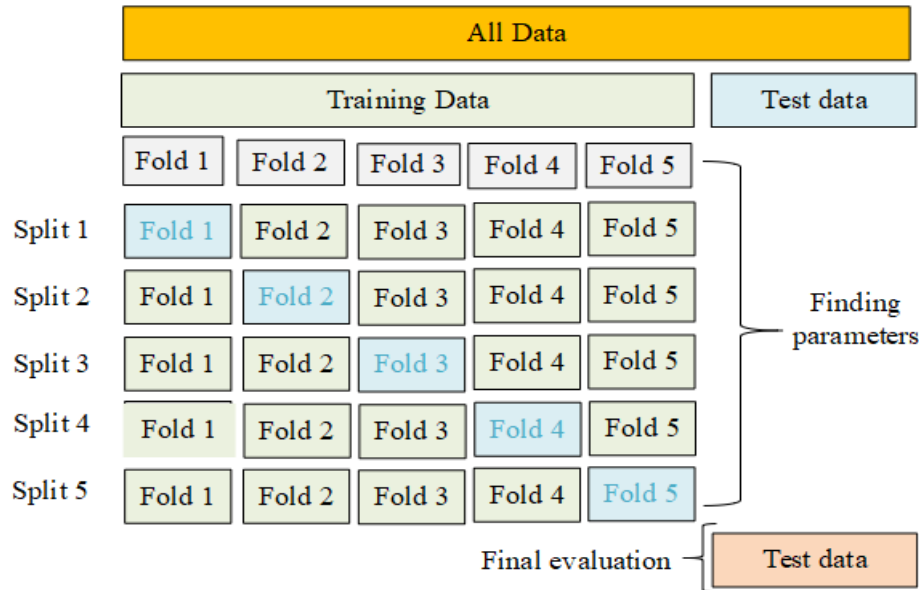 All Data
Training Data Test data
Fold 1 Fold 2 Fold 3 Fold 4 Fold 5
Split 1 Fold 1 Fold 2 Fold 3 Fold 4 Fold 5
Split 2 Fold 1 Fold 2 Fold 3 Fold 4 Fold 5
Split 3 Fold 1 Fold 2 Fold 3 Fold 4 Fold 5
Split 4 Fold 1 Fold 2 Fold 3 Fold 4 Fold 5
Split 5 Fold 1 Fold 2 Fold 3 Fold 4 Fold 5
Finding
parameters
Final evaluation Test data